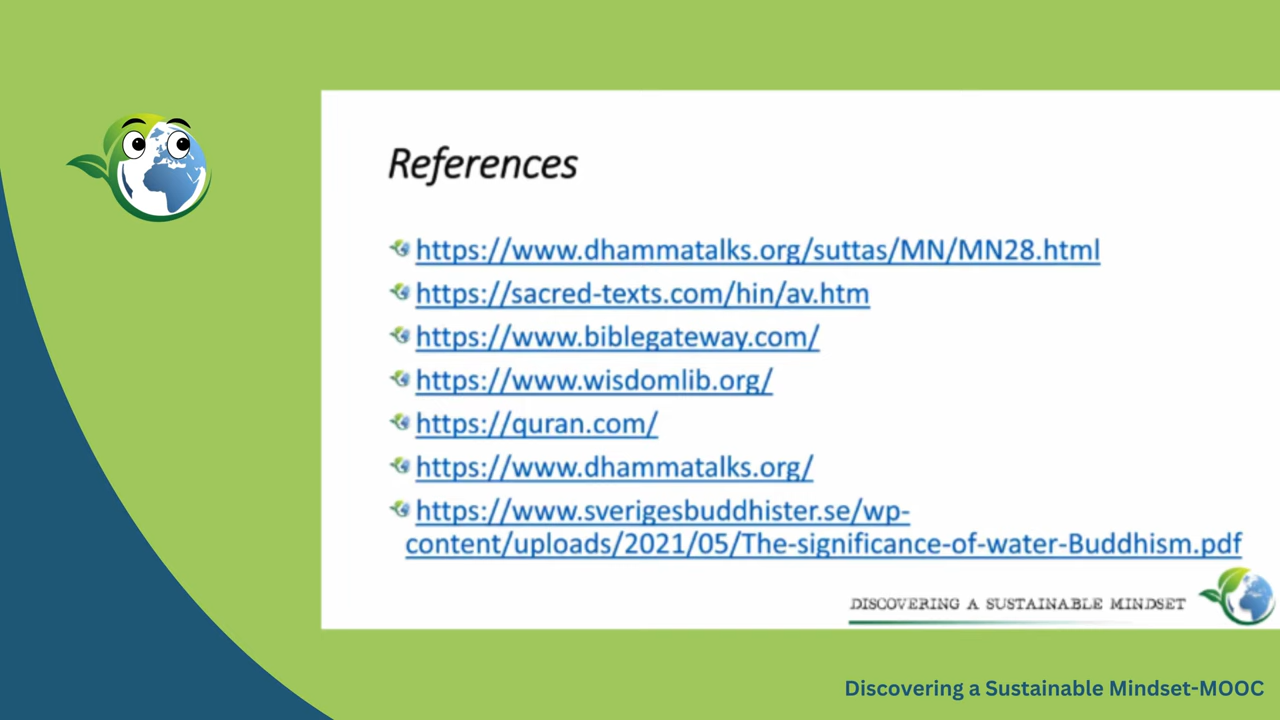 References
https://www.dhammatalks.org/suttas/MN/MN28.html
https://sacred-texts.com/hin/av.htm
https://www.biblegateway.com/
https://www.wisdomlib.org/
https://quran.com/
https://www.dhammatalks.org/
https://www.sverigesbuddhister.se/wp-
content/uploads/2021/05/The-significance-of-water-Buddhism.pdf
DISCOVERING A SUSTAINABLE MINDSET
Discovering a Sustainable Mindset-MOOC